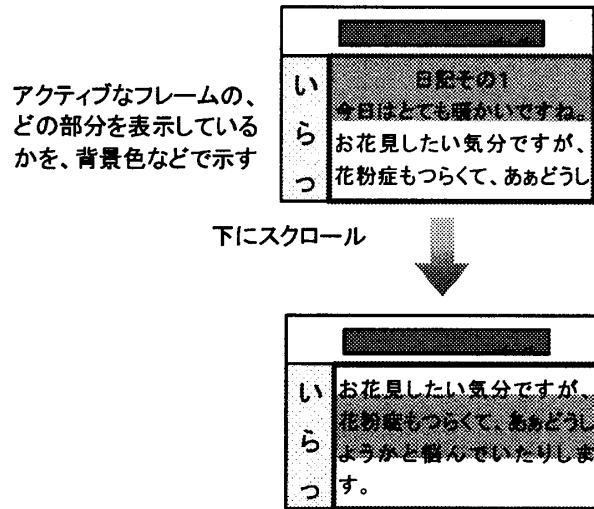 アクティブなフレームの、
どの部分を表示している
かを、背景色などで示す
いらっ
日記その1
今日はとても暖かいですね。
お花見したい気分ですが、
花粉症もつらくて、あぁどうし
下にスクロール
いらっ
お花見したい気分ですが、
花粉症もつらくて、あぁどうし
ようかと悩んでいたりしま
す。